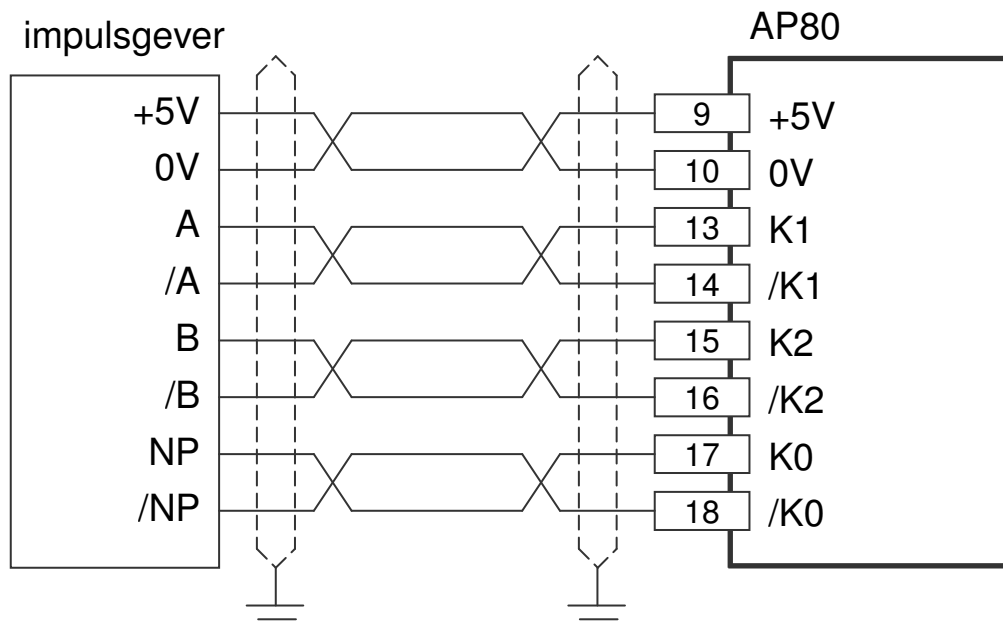 impulsgever
AP80
+5V 9 +5V
0V 10 0V
A 13 K1
/A 14 /K1
B 15 K2
/B 16 /K2
NP 17 K0
/NP 18 /K0